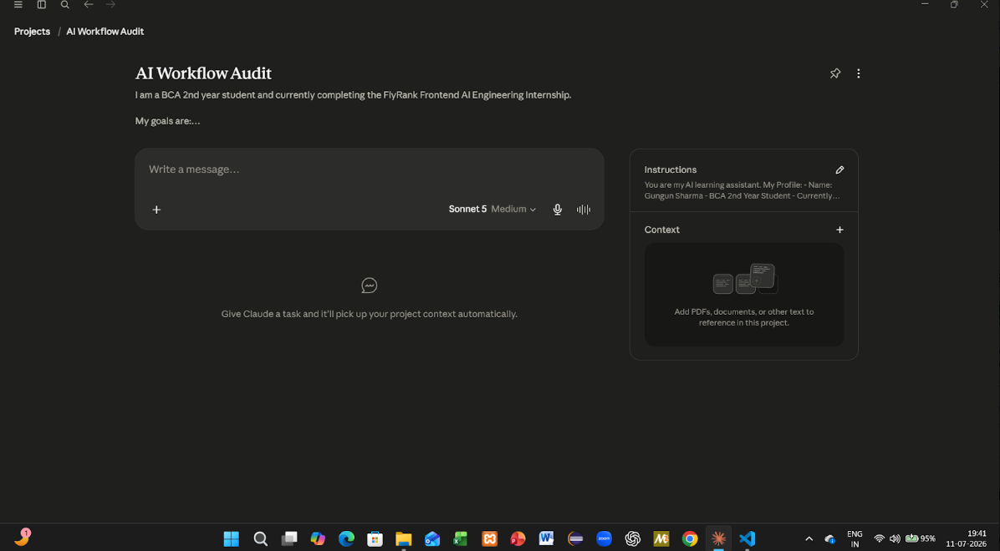 Projects / AI Workflow Audit
AI Workflow Audit
I am a BCA 2nd year student and currently completing the FlyRank Frontend AI Engineering Internship.
My goals are:...
Write a message...
Sonnet 5 Medium
Give Claude a task and it'll pick up your project context automatically.
Instructions
You are my AI learning assistant. My Profile: - Name:
Gungun Sharma - BCA 2nd Year Student - Currently...
Context
Add PDFs, documents, or other text to
reference in this project.
1
zoom
ENG
IN
95%
19:41
11-07-2026